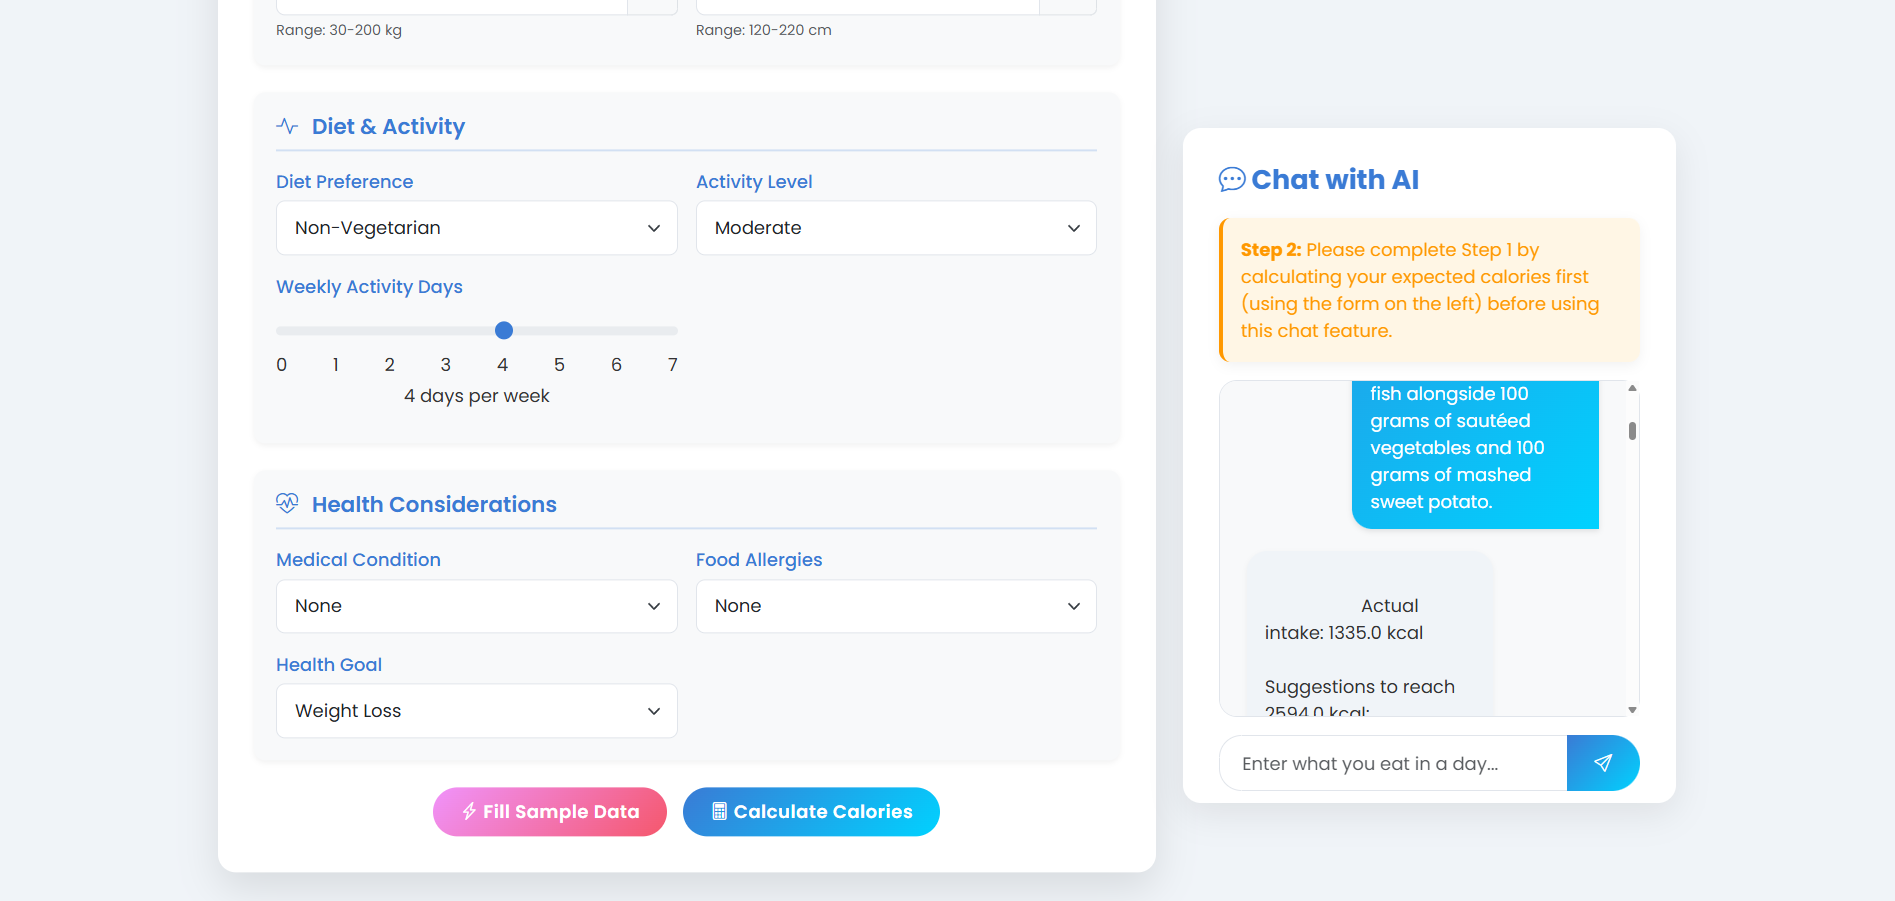 Range: 30-200 kg
Range: 120-220 cm
Diet & Activity
Diet Preference
Activity Level
Non-Vegetarian
Moderate
Weekly Activity Days
0 1 2 3 4 5 6 7
4 days per week
Health Considerations
Medical Condition
Food Allergies
None
None
Health Goal
Weight Loss
Fill Sample Data
Calculate Calories
Chat with AI
Step 2: Please complete Step 1 by
calculating your expected calories first
(using the form on the left) before using
this chat feature.
fish alongside 100
grams of sautéed
vegetables and 100
grams of mashed
sweet potato.
Actual
intake: 1335.0 kcal
Suggestions to reach
2594.0 kcal:
Enter what you eat in a day...